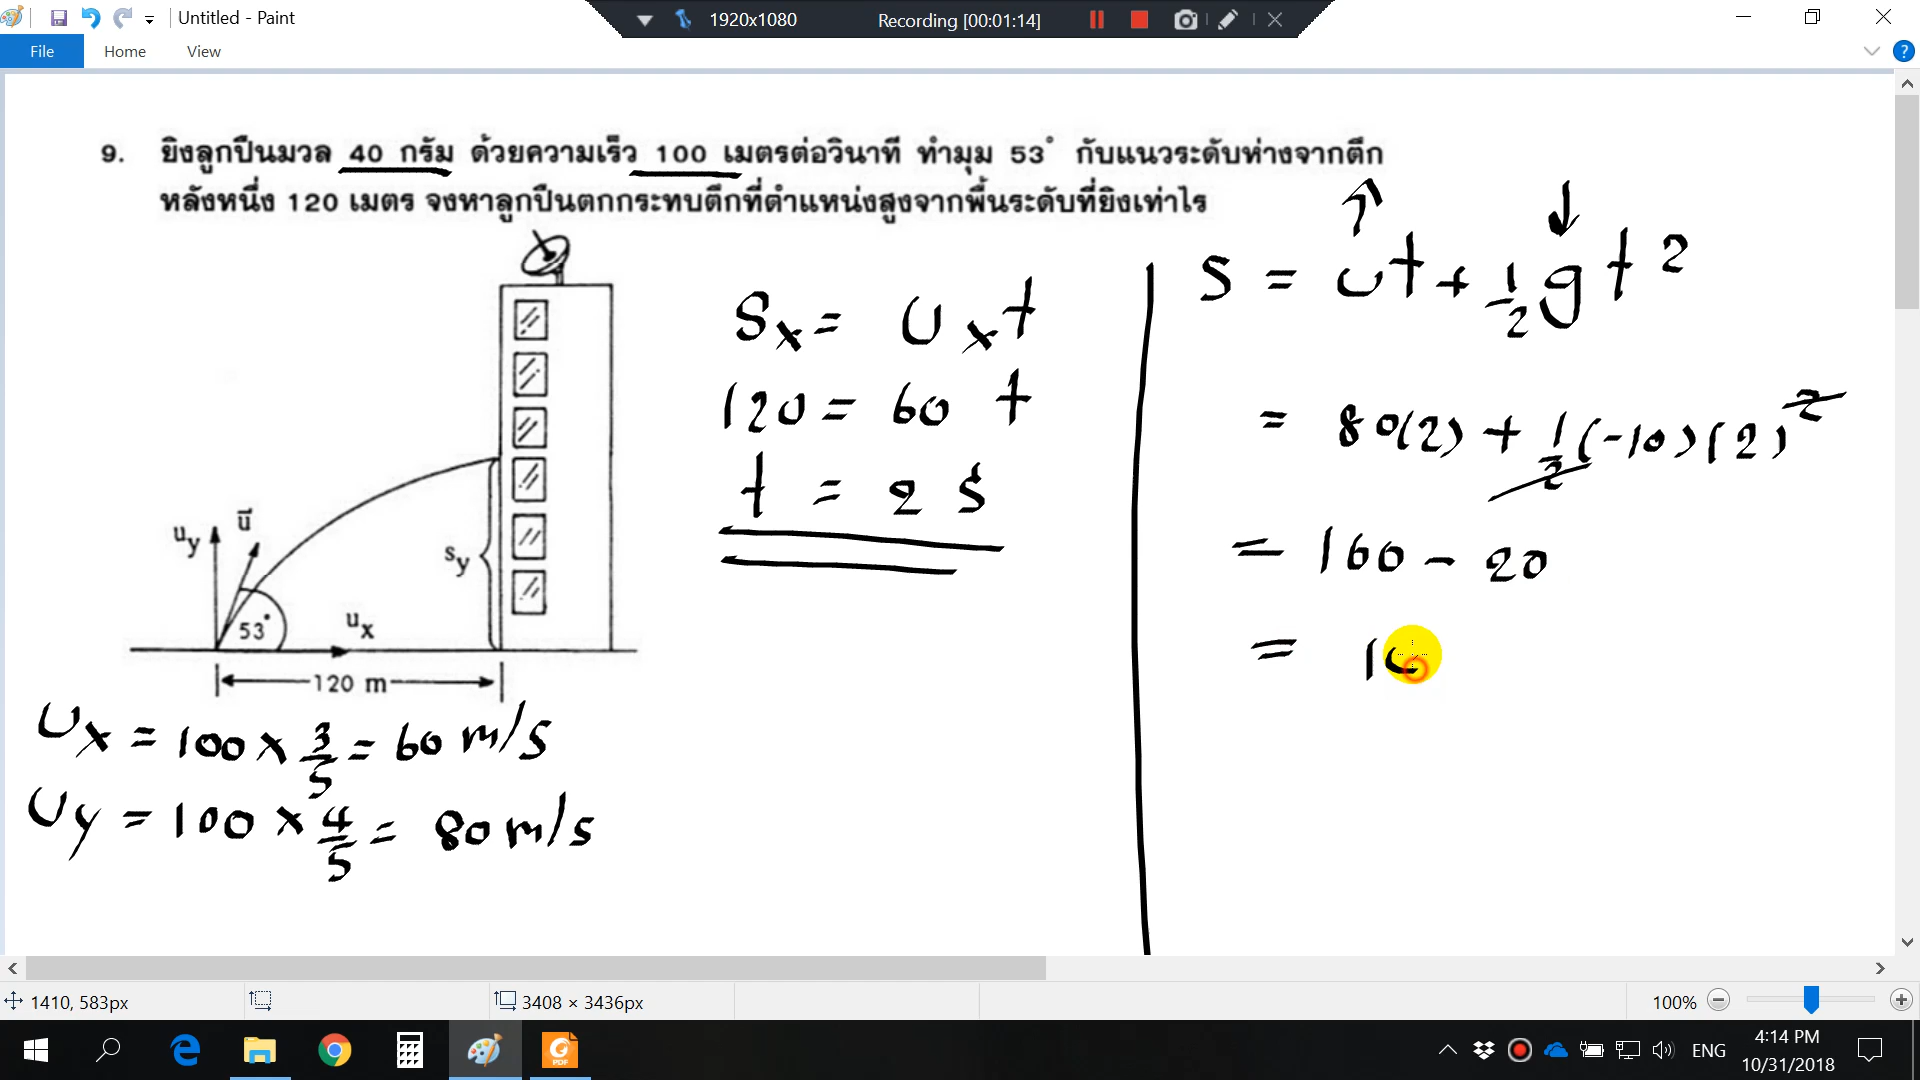 Untitled - Paint
1920x1080
Recording [00:01:14]
File
Home
View
9. ยิงลูกปืนมวล 40 กรัม ด้วยความเร็ว 100 เมตรต่อวินาที ทำมุม 53° กับแนวระดับห่างจากตึก
หลังหนึ่ง 120 เมตร จงหาลูกปืนตกกระทบตึกที่ตำแหน่งสูงจากพื้นระดับที่ยิงเท่าไร
uy
ū
53°
ux
sy
120 m
Ux = 100 × 3/5 = 60 m/s
Uy = 100 × 4/5 = 80 m/s
Sx = Uxt
120 = 60 t
t = 2 s
S = ut + 1/2 g t2
= 80(2) + 1/2 (-10)(2)2
= 160 - 20
= 1
1410, 583px
3408 × 3436px
100%
PDF
ENG
4:14 PM
10/31/2018